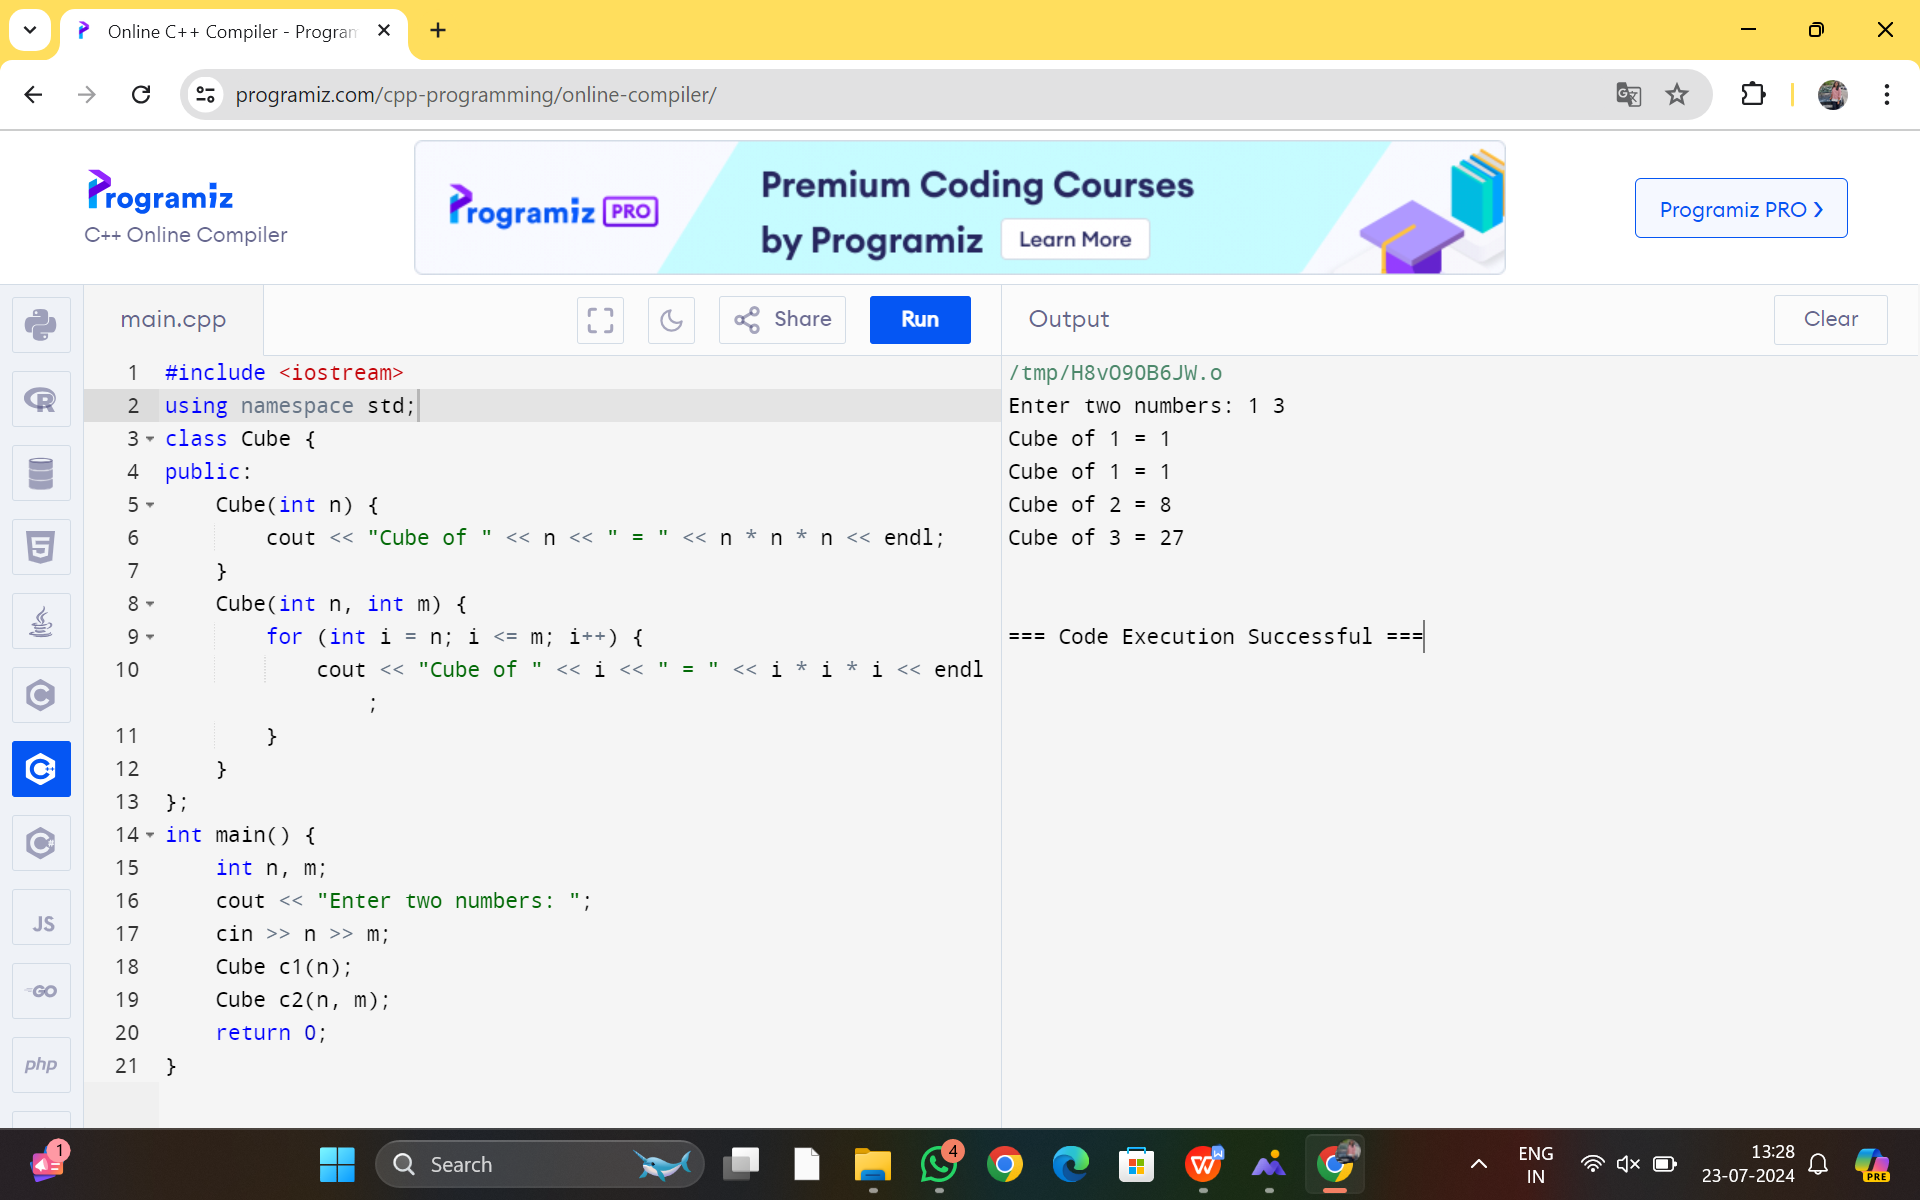 Online C++ Compiler - Program
programiz.com/cpp-programming/online-compiler/
Programiz
C++ Online Compiler
Programiz PRO
Premium Coding Courses
by Programiz
Learn More
Programiz PRO
main.cpp
Share
Run
Output
Clear
1 #include <iostream>
2 using namespace std;
3 class Cube {
4 public:
5 Cube(int n) {
6 cout << "Cube of " << n << " = " << n * n * n << endl;
7 }
8 Cube(int n, int m) {
9 for (int i = n; i <= m; i++) {
10 cout << "Cube of " << i << " = " << i * i * i << endl
;
11 }
12 }
13 };
14 int main() {
15 int n, m;
16 cout << "Enter two numbers: ";
17 cin >> n >> m;
18 Cube c1(n);
19 Cube c2(n, m);
20 return 0;
21 }
/tmp/H8vO9OB6JW.o
Enter two numbers: 1 3
Cube of 1 = 1
Cube of 1 = 1
Cube of 2 = 8
Cube of 3 = 27
=== Code Execution Successful ===
R
5
C
C++
C#
JS
GO
php
1
Search
4
W
ENG
IN
13:28
23-07-2024
PRE